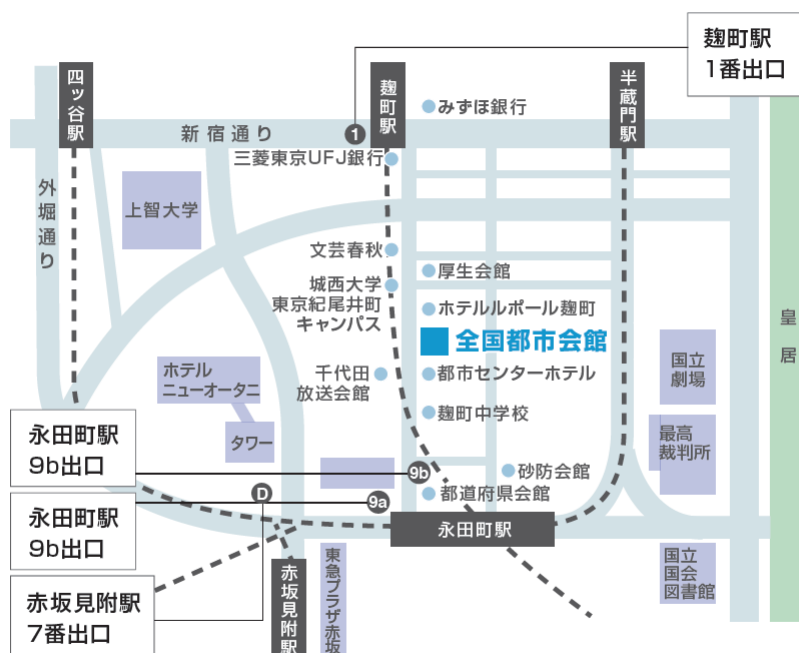 麹町駅
1番出口
四ッ谷駅
麹町駅
半蔵門駅
みずほ銀行
新宿通り
1
三菱東京UFJ銀行
外堀通り
上智大学
文芸春秋
厚生会館
城西大学
東京紀尾井町
キャンパス
ホテルルポール麹町
皇居
全国都市会館
国立
劇場
ホテル
ニューオータニ
千代田
放送会館
都市センターホテル
麹町中学校
タワー
最高
裁判所
永田町駅
9b出口
9b
砂防会館
D
9a
都道府県会館
永田町駅
9b出口
永田町駅
赤坂見附駅
東急プラザ赤坂
国立
国会
図書館
赤坂見附駅
7番出口